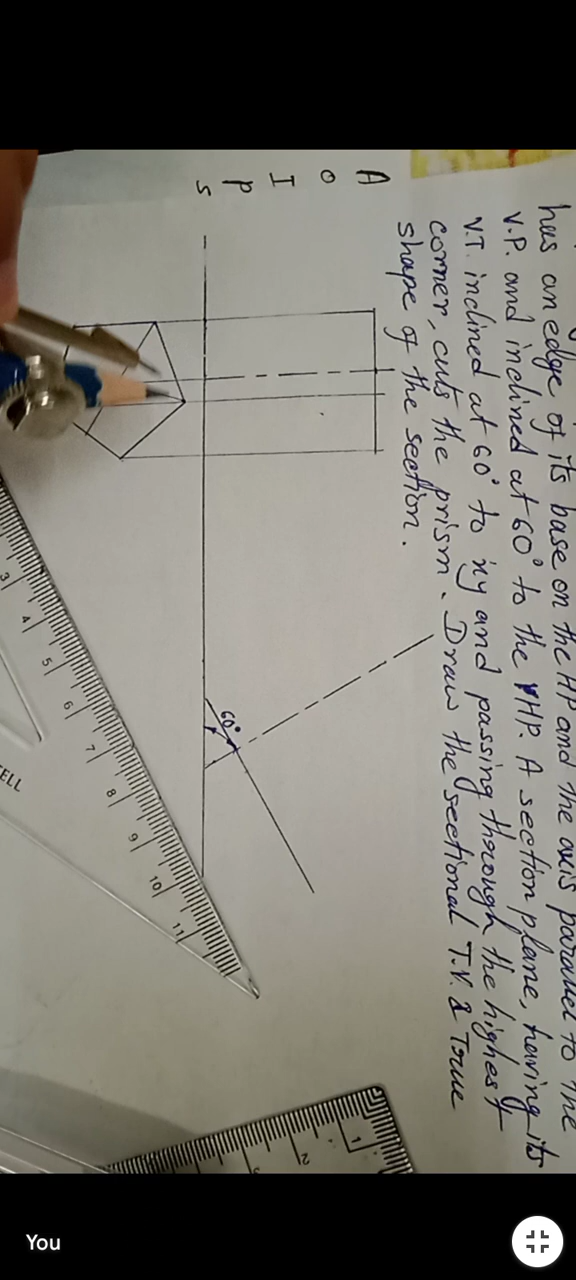 has an edge of its base on the HP and the axis parallel to the
V.P. and inclined at 60° to the HP. A section plane, having its
V.T. inclined at 60° to xy and passing through the highest
corner, cuts the prism. Draw the sectional T.V. & True
shape of the section.
A
O
I
P
S
60°
3
4
5
6
7
8
9
10
11
ELL
1
2
3
You